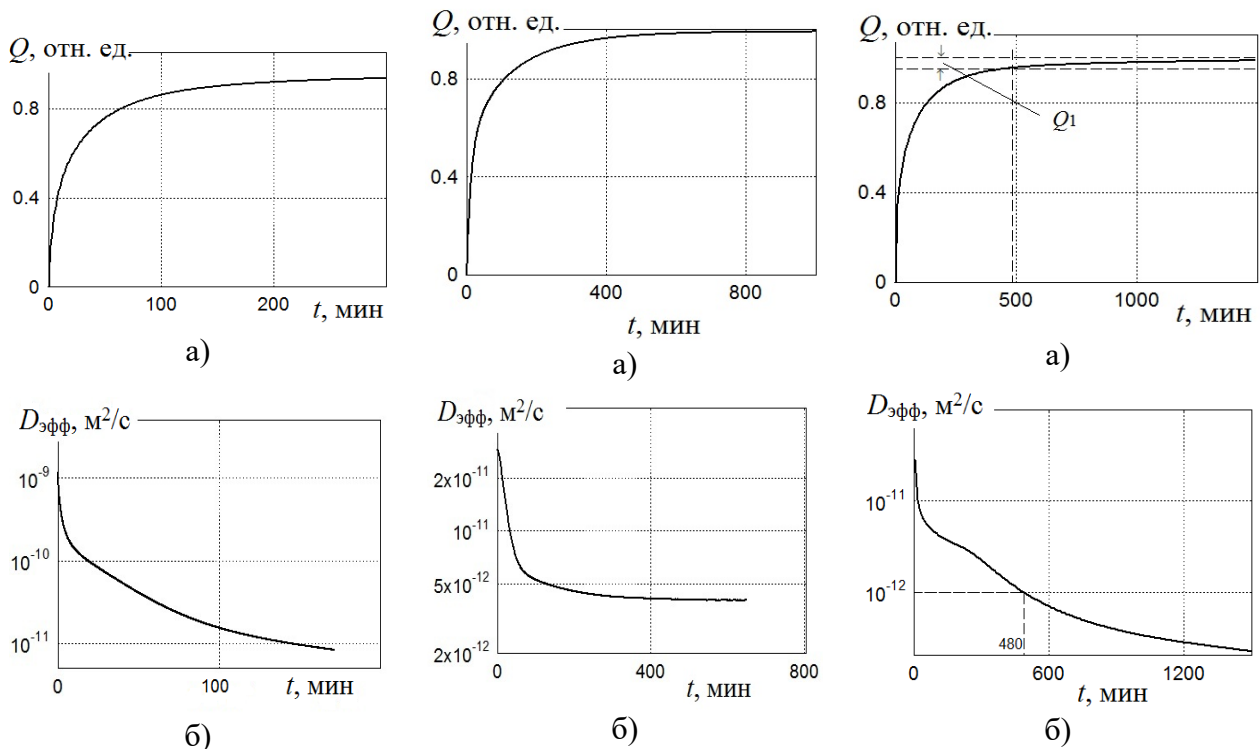 Q, отн. ед.
0.8
0.4
0
0
100
200
t, мин
а)
Q, отн. ед.
0.8
0.4
0
0
400
800
t, мин
а)
Q, отн. ед.
0.8
0.4
0
Q1
0
500
1000
t, мин
а)
Dэфф, м²/с
10⁻⁹
10⁻¹⁰
10⁻¹¹
0
100
t, мин
б)
Dэфф, м²/с
2x10⁻¹¹
10⁻¹¹
5x10⁻¹²
2x10⁻¹²
0
400
800
t, мин
б)
Dэфф, м²/с
10⁻¹¹
10⁻¹²
480
0
600
1200
t, мин
б)